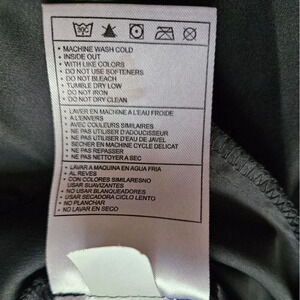 • MACHINE WASH COLD
• INSIDE OUT
• WITH LIKE COLORS
• DO NOT USE SOFTENERS
• DO NOT BLEACH
• TUMBLE DRY LOW
• DO NOT IRON
• DO NOT DRY CLEAN
LAVER EN MACHINE A L'EAU FROIDE
A L'ENVERS
AVEC COULEURS SIMILAIRES
NE PAS UTILISER D'ADOUCISSEUR
NE PAS UTILISER D'EAU DE JAVEL
SECHER EN MACHINE CYCLE DELICAT
NE PAS REPASSER
NE PAS NETTOYER A SEC
• LAVAR A MAQUINA EN AGUA FRIA
• AL REVES
• CON COLORES SIMILARES
NO USAR SUAVIZANTES
• NO USAR BLANQUEADORES
• USAR SECADORA CICLO LENTO
• NO PLANCHAR
• NO LAVAR EN SECO